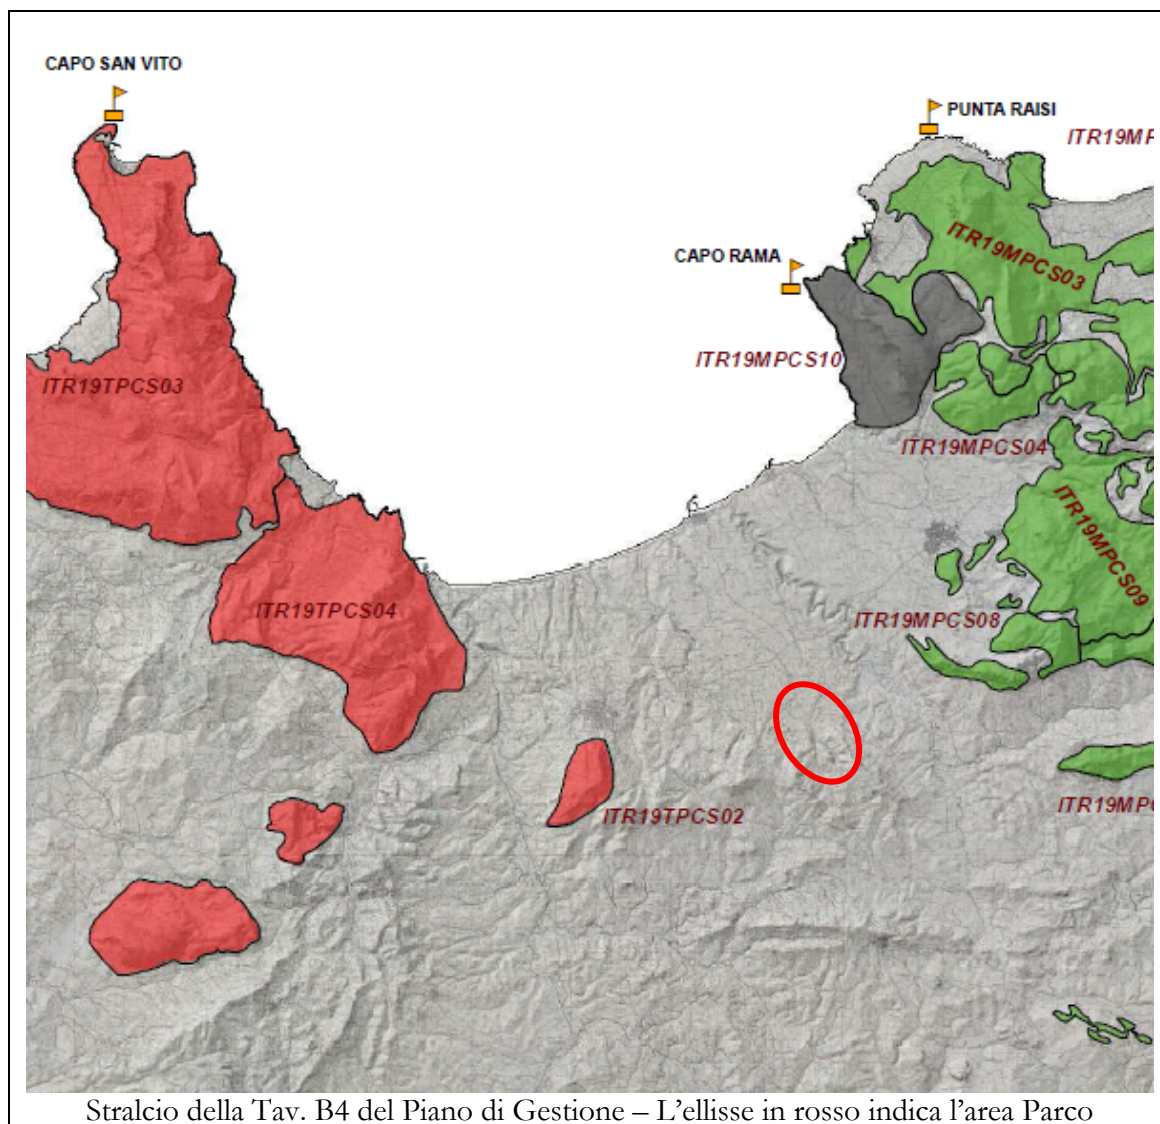 CAPO SAN VITO
PUNTA RAISI
ITR19MP
ITR19MPCS03
CAPO RAMA
ITR19MPCS10
ITR19TPCS03
ITR19MPCS04
ITR19MPCS09
ITR19TPCS04
ITR19MPCS08
ITR19TPCS02
ITR19MP
Stralcio della Tav. B4 del Piano di Gestione – L'ellisse in rosso indica l'area Parco